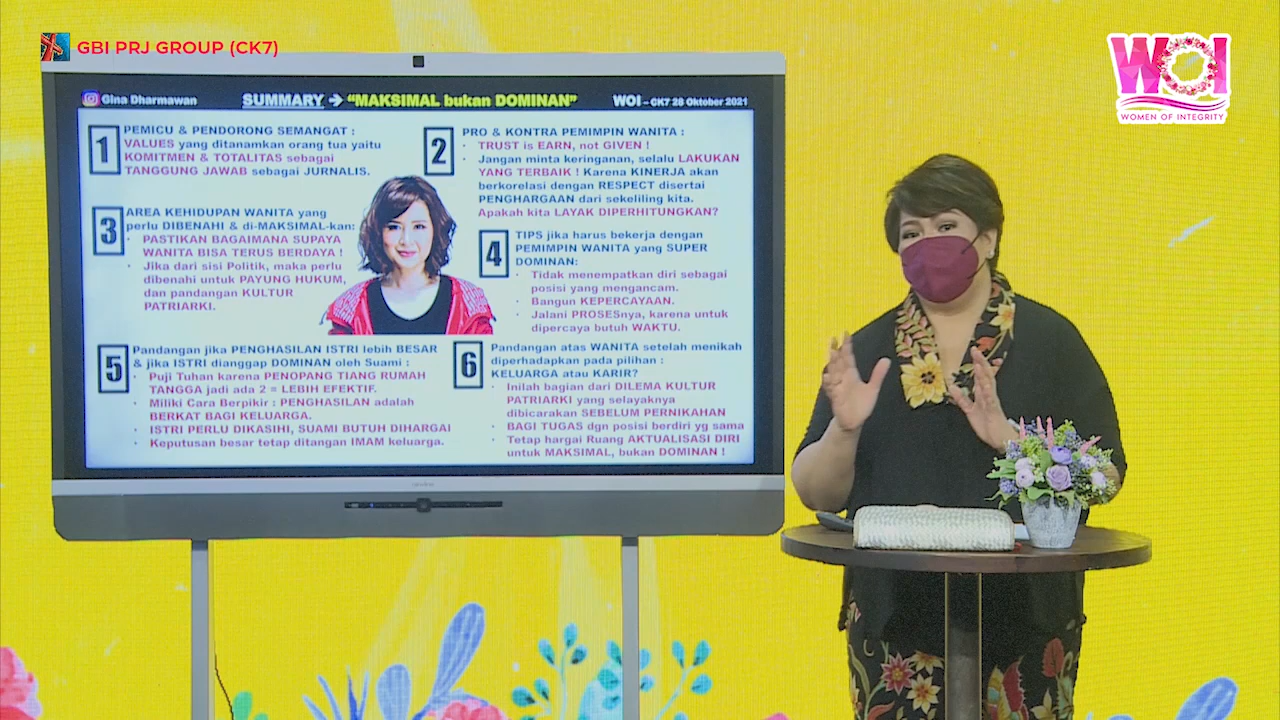 GBI PRJ GROUP (CK7)
WOI
WOMEN OF INTEGRITY
Gina Dharmawan
SUMMARY → “MAKSIMAL bukan DOMINAN”
WOI – CK7 28 Oktober 2021
1
PEMICU & PENDORONG SEMANGAT :
VALUES yang ditanamkan orang tua yaitu
KOMITMEN & TOTALITAS sebagai
TANGGUNG JAWAB sebagai JURNALIS.
2
PRO & KONTRA PEMIMPIN WANITA :
• TRUST is EARN, not GIVEN !
• Jangan minta keringanan, selalu LAKUKAN
YANG TERBAIK ! Karena KINERJA akan
berkorelasi dengan RESPECT disertai
PENGHARGAAN dari sekeliling kita.
Apakah kita LAYAK DIPERHITUNGKAN?
3
AREA KEHIDUPAN WANITA yang
perlu DIBENAHI & di-MAKSIMAL-kan:
• PASTIKAN BAGAIMANA SUPAYA
WANITA BISA TERUS BERDAYA !
• Jika dari sisi Politik, maka perlu
dibenahi untuk PAYUNG HUKUM,
dan pandangan KULTUR
PATRIARKI.
4
TIPS jika harus bekerja dengan
PEMIMPIN WANITA yang SUPER
DOMINAN:
• Tidak menempatkan diri sebagai
posisi yang mengancam.
• Bangun KEPERCAYAAN.
• Jalani PROSESnya, karena untuk
dipercaya butuh WAKTU.
5
Pandangan jika PENGHASILAN ISTRI lebih BESAR
& jika ISTRI dianggap DOMINAN oleh Suami :
• Puji Tuhan karena PENOPANG TIANG RUMAH
TANGGA jadi ada 2 = LEBIH EFEKTIF.
• Miliki Cara Berpikir : PENGHASILAN adalah
BERKAT BAGI KELUARGA.
• ISTRI PERLU DIKASIHI, SUAMI BUTUH DIHARGAI
• Keputusan besar tetap ditangan IMAM keluarga.
6
Pandangan atas WANITA setelah menikah
diperhadapkan pada pilihan :
KELUARGA atau KARIR?
• Inilah bagian dari DILEMA KULTUR
PATRIARKI yang selayaknya
dibicarakan SEBELUM PERNIKAHAN
• BAGI TUGAS dgn posisi berdiri yg sama
• Tetap hargai Ruang AKTUALISASI DIRI
untuk MAKSIMAL, bukan DOMINAN !